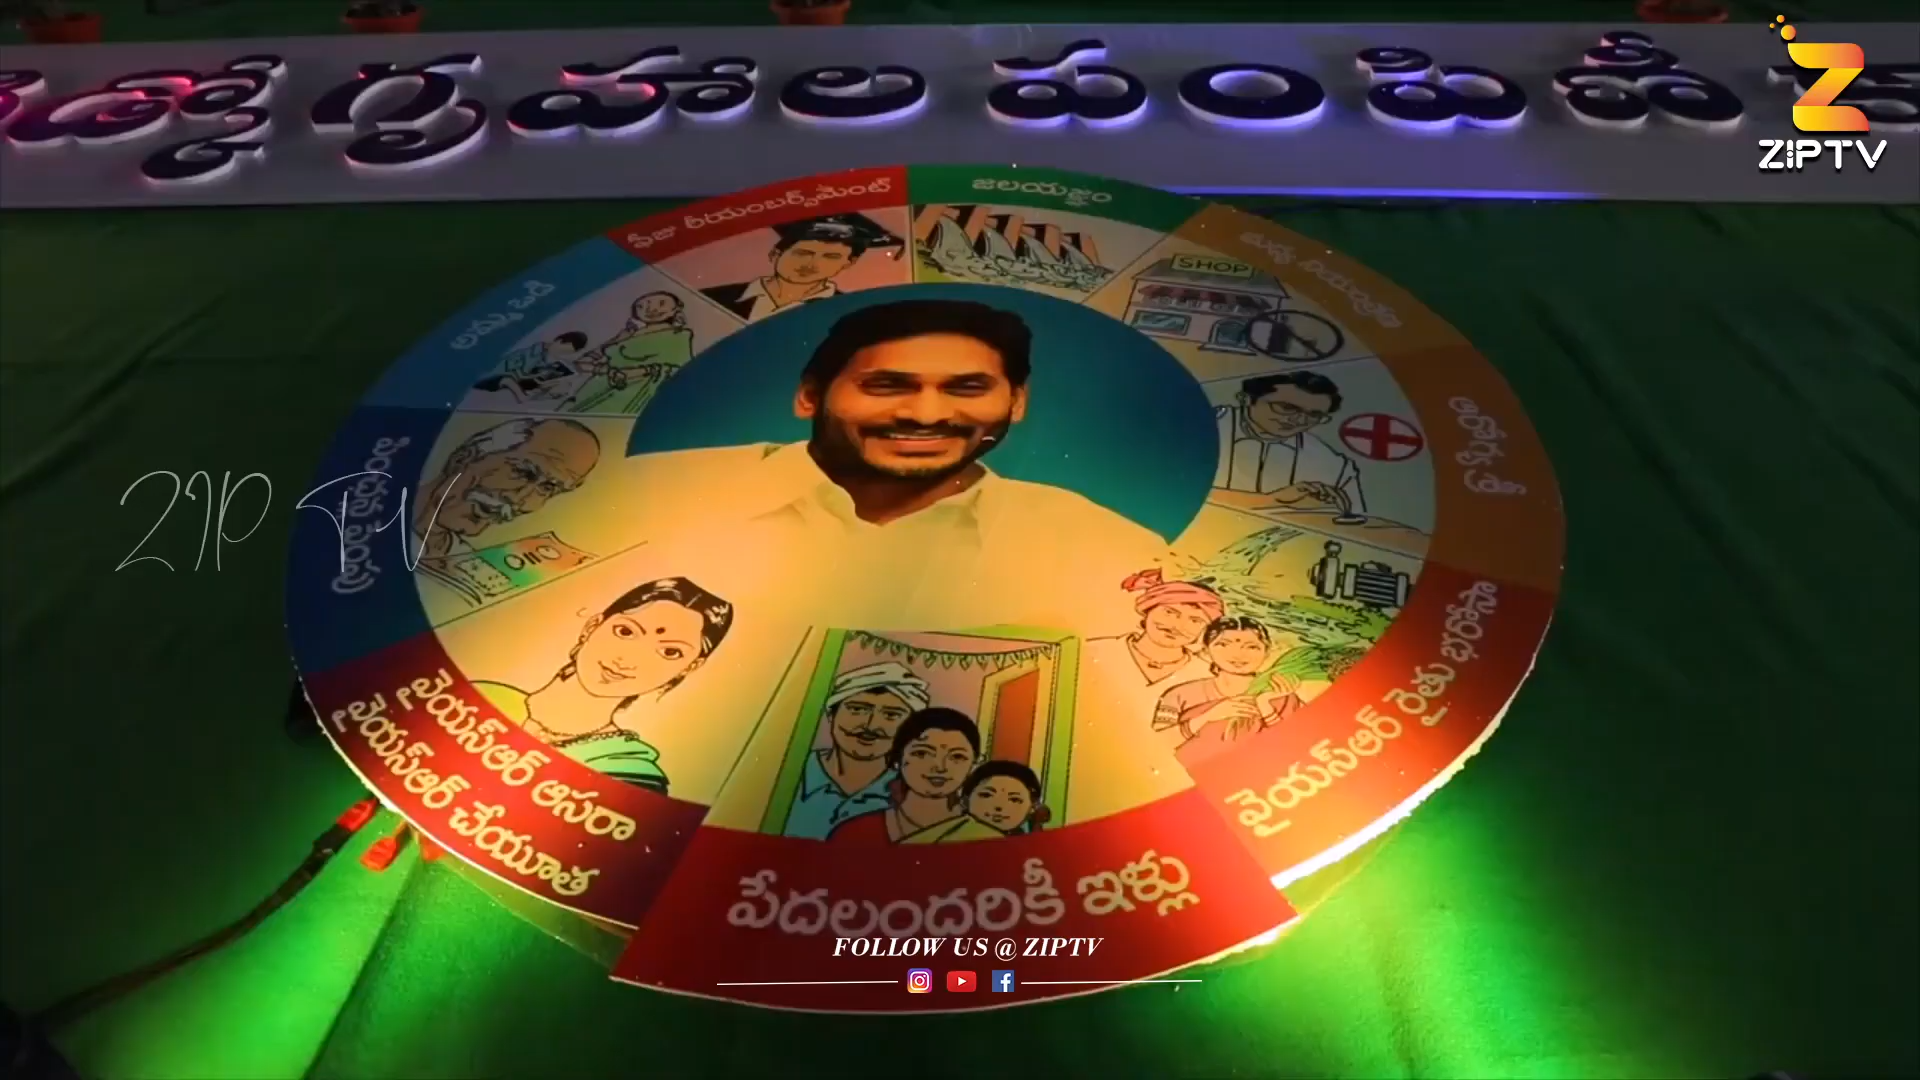 గృహాల పంపిణీ
ZIPTV
ఫీజు రీయింబర్స్‌మెంట్
జలయజ్ఞం
SHOP
అమ్మ ఒడి
ఆరోగ్యశ్రీ
ZIP TV
వైయస్ఆర్ ఆసరా
వైయస్ఆర్ చేయూత
వైయస్ఆర్ రైతు భరోసా
పేదలందరికీ ఇళ్లు
FOLLOW US @ ZIPTV